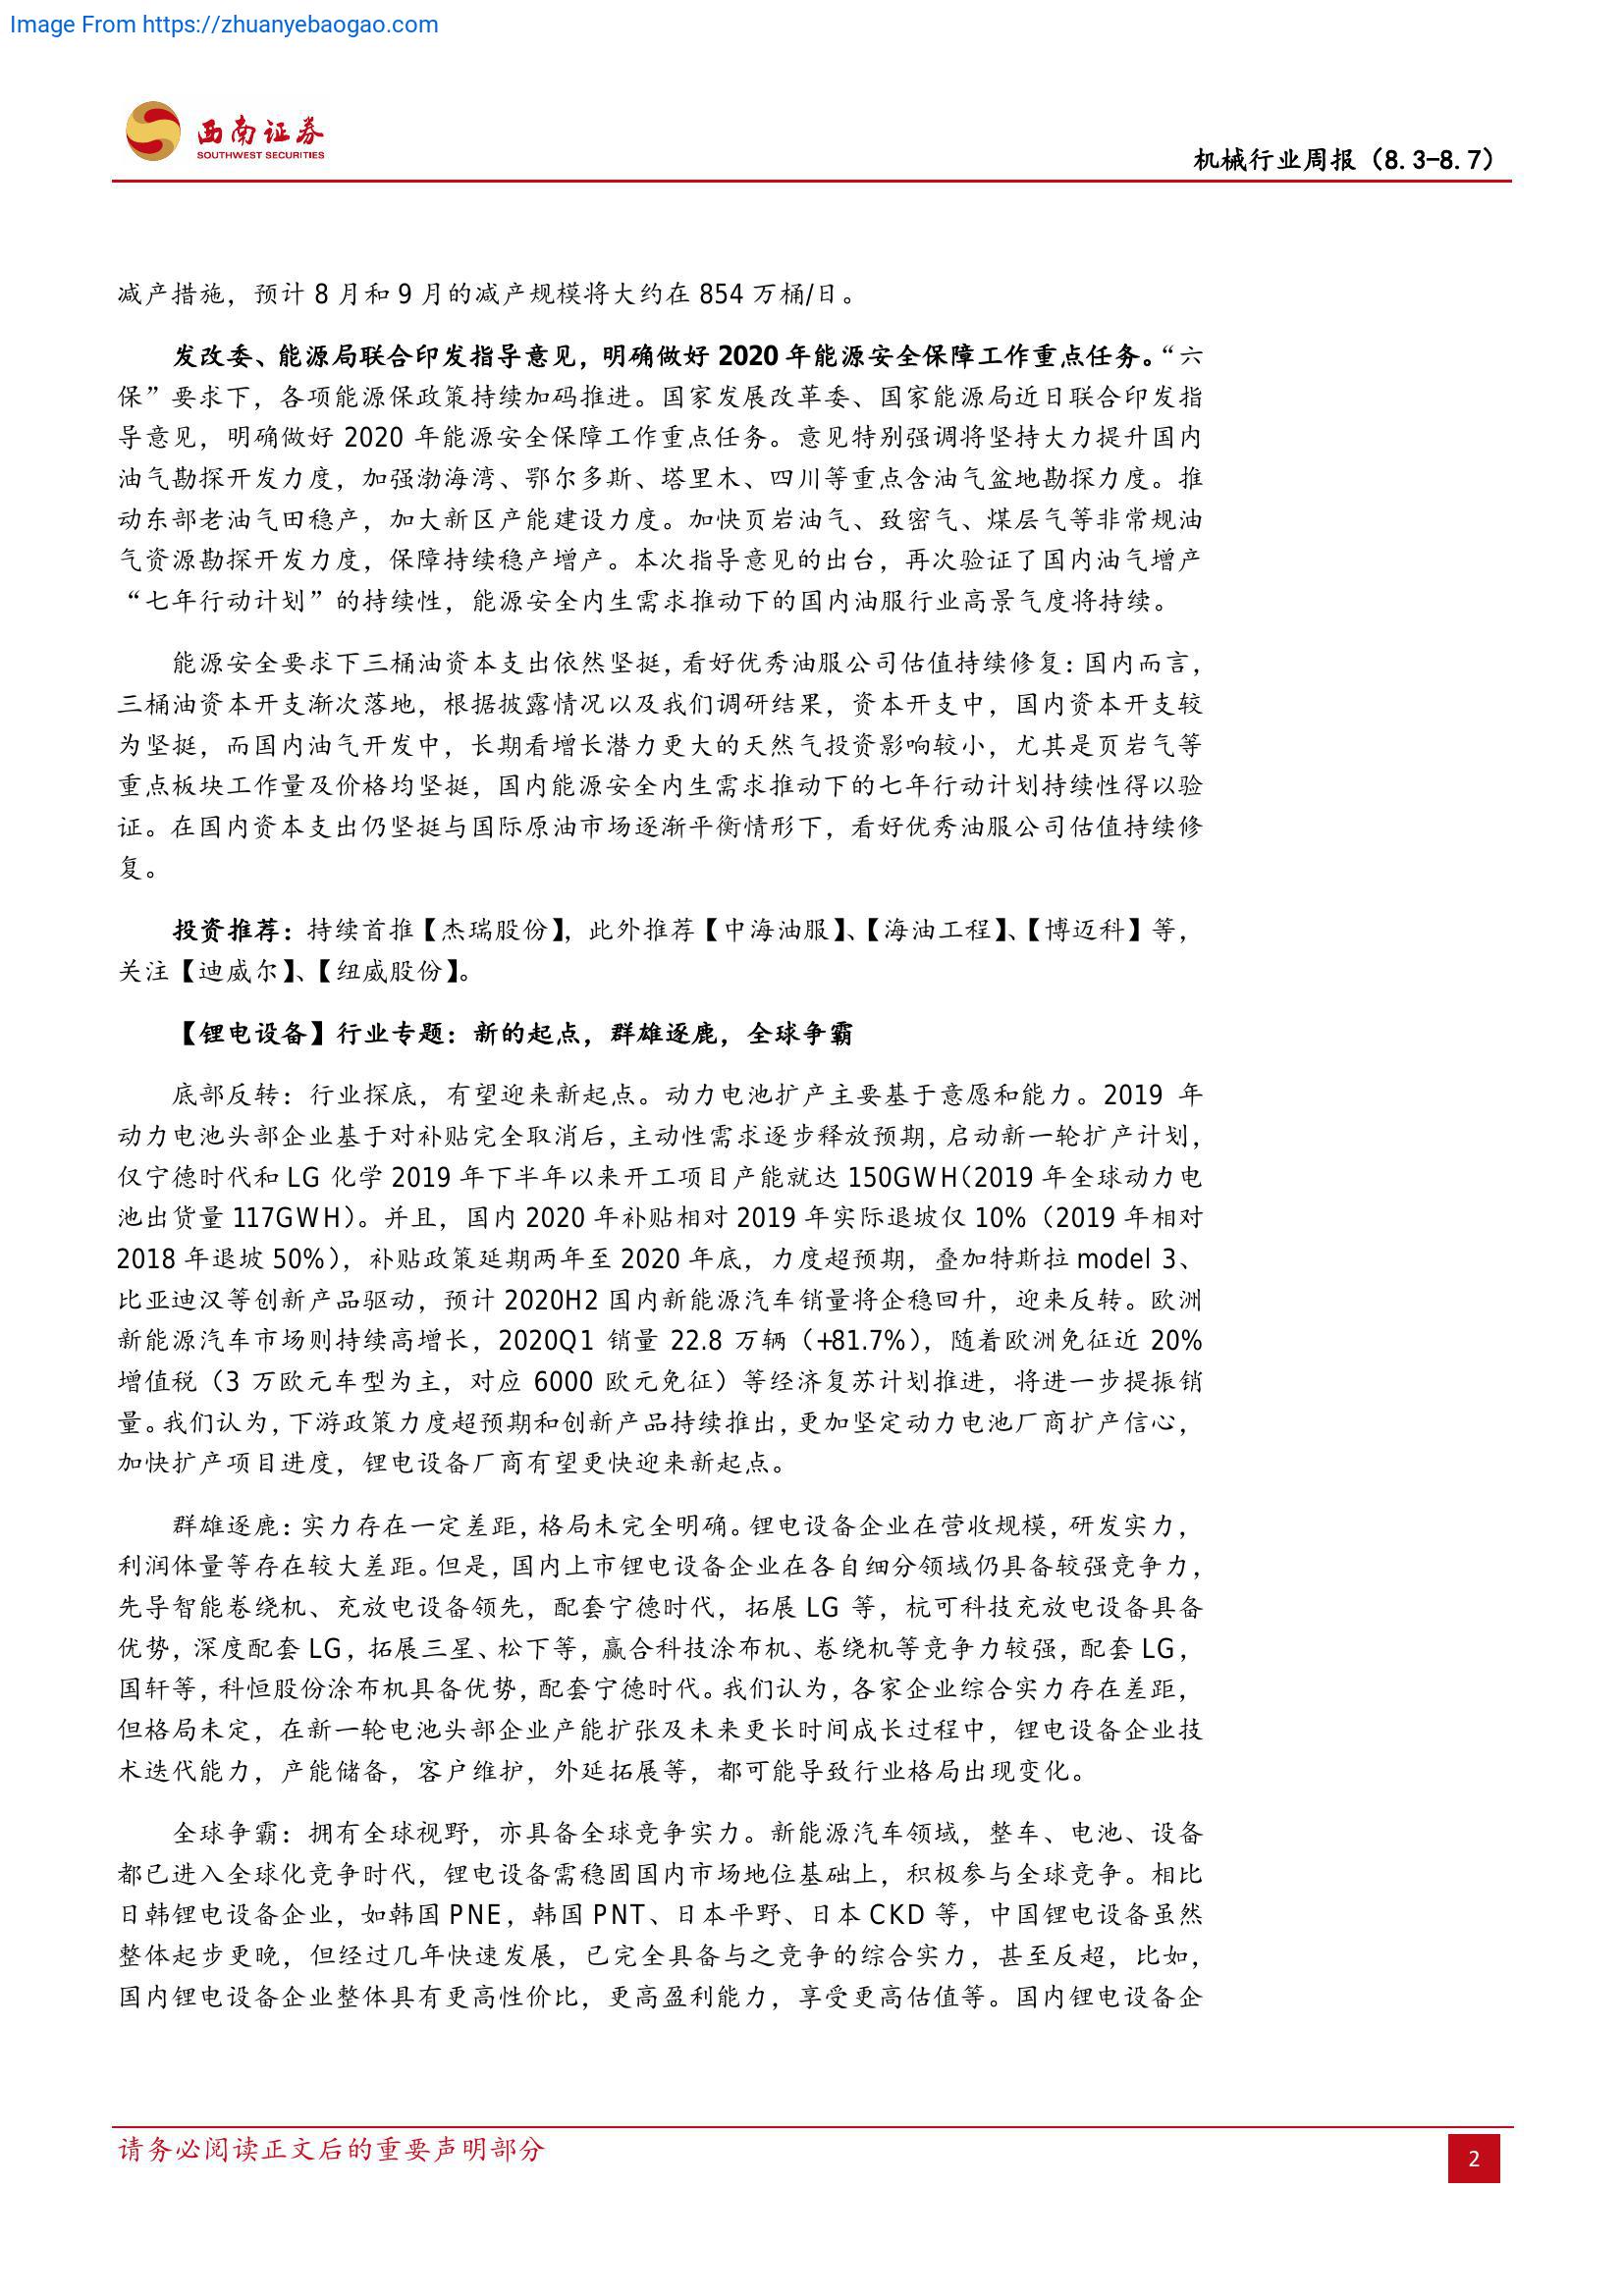 Image From https://zhuanyebaogao.com
西南证券
SOUTHWEST SECURITIES
机械行业周报（8.3-8.7）
减产措施，预计 8 月和 9 月的减产规模将大约在 854 万桶/日。
发改委、能源局联合印发指导意见，明确做好 2020 年能源安全保障工作重点任务。“六
保”要求下，各项能源保政策持续加码推进。国家发展改革委、国家能源局近日联合印发指
导意见，明确做好 2020 年能源安全保障工作重点任务。意见特别强调将坚持大力提升国内
油气勘探开发力度，加强渤海湾、鄂尔多斯、塔里木、四川等重点含油气盆地勘探力度。推
动东部老油气田稳产，加大新区产能建设力度。加快页岩油气、致密气、煤层气等非常规油
气资源勘探开发力度，保障持续稳产增产。本次指导意见的出台，再次验证了国内油气增产
“七年行动计划”的持续性，能源安全内生需求推动下的国内油服行业高景气度将持续。
能源安全要求下三桶油资本支出依然坚挺，看好优秀油服公司估值持续修复：国内而言，
三桶油资本开支渐次落地，根据披露情况以及我们调研结果，资本开支中，国内资本开支较
为坚挺，而国内油气开发中，长期看增长潜力更大的天然气投资影响较小，尤其是页岩气等
重点板块工作量及价格均坚挺，国内能源安全内生需求推动下的七年行动计划持续性得以验
证。在国内资本支出仍坚挺与国际原油市场逐渐平衡情形下，看好优秀油服公司估值持续修
复。
投资推荐：持续首推【杰瑞股份】，此外推荐【中海油服】、【海油工程】、【博迈科】等，
关注【迪威尔】、【纽威股份】。
【锂电设备】行业专题：新的起点，群雄逐鹿，全球争霸
底部反转：行业探底，有望迎来新起点。动力电池扩产主要基于意愿和能力。2019 年
动力电池头部企业基于对补贴完全取消后，主动性需求逐步释放预期，启动新一轮扩产计划，
仅宁德时代和 LG 化学 2019 年下半年以来开工项目产能就达 150GWH（2019 年全球动力电
池出货量 117GWH）。并且，国内 2020 年补贴相对 2019 年实际退坡仅 10%（2019 年相对
2018 年退坡 50%），补贴政策延期两年至 2020 年底，力度超预期，叠加特斯拉 model 3、
比亚迪汉等创新产品驱动，预计 2020H2 国内新能源汽车销量将企稳回升，迎来反转。欧洲
新能源汽车市场则持续高增长，2020Q1 销量 22.8 万辆（+81.7%），随着欧洲免征近 20%
增值税（3 万欧元车型为主，对应 6000 欧元免征）等经济复苏计划推进，将进一步提振销
量。我们认为，下游政策力度超预期和创新产品持续推出，更加坚定动力电池厂商扩产信心，
加快扩产项目进度，锂电设备厂商有望更快迎来新起点。
群雄逐鹿：实力存在一定差距，格局未完全明确。锂电设备企业在营收规模，研发实力，
利润体量等存在较大差距。但是，国内上市锂电设备企业在各自细分领域仍具备较强竞争力，
先导智能卷绕机、充放电设备领先，配套宁德时代，拓展 LG 等，杭可科技充放电设备具备
优势，深度配套 LG，拓展三星、松下等，赢合科技涂布机、卷绕机等竞争力较强，配套 LG，
国轩等，科恒股份涂布机具备优势，配套宁德时代。我们认为，各家企业综合实力存在差距，
但格局未定，在新一轮电池头部企业产能扩张及未来更长时间成长过程中，锂电设备企业技
术迭代能力，产能储备，客户维护，外延拓展等，都可能导致行业格局出现变化。
全球争霸：拥有全球视野，亦具备全球竞争实力。新能源汽车领域，整车、电池、设备
都已进入全球化竞争时代，锂电设备需稳固国内市场地位基础上，积极参与全球竞争。相比
日韩锂电设备企业，如韩国 PNE，韩国 PNT、日本平野、日本 CKD 等，中国锂电设备虽然
整体起步更晚，但经过几年快速发展，已完全具备与之竞争的综合实力，甚至反超，比如，
国内锂电设备企业整体具有更高性价比，更高盈利能力，享受更高估值等。国内锂电设备企
请务必阅读正文后的重要声明部分
2